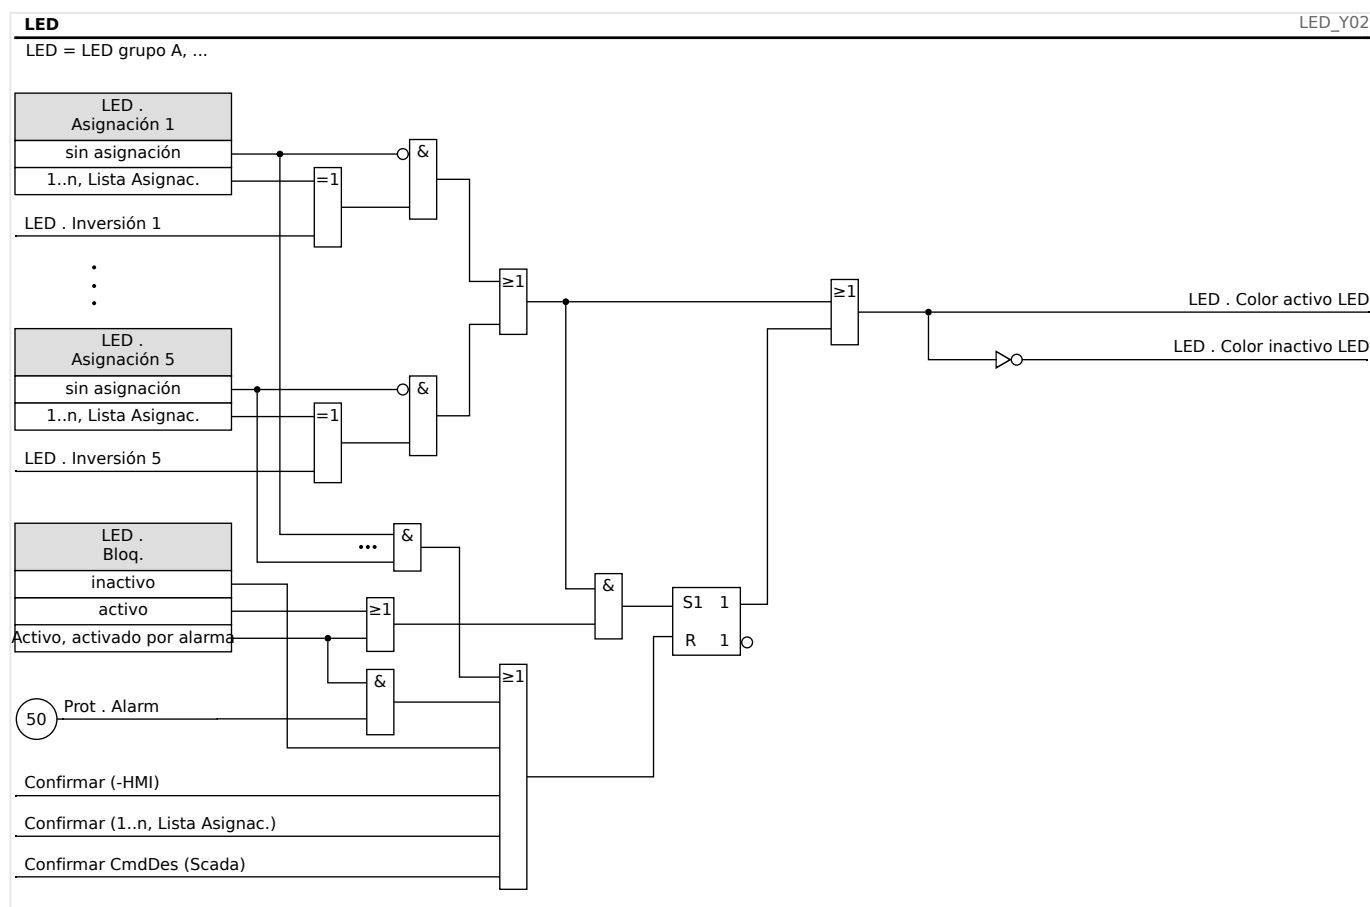 LED
LED_Y02
LED = LED grupo A, ...
LED .
Asignación 1
sin asignación
1..n, Lista Asignac.
LED . Inversión 1
=1
&
LED .
Asignación 5
sin asignación
1..n, Lista Asignac.
LED . Inversión 5
=1
&
≥1
≥1
LED . Color activo LED
LED . Color inactivo LED
LED .
Bloq.
inactivo
activo
Activo, activado por alarma
&
...
≥1
&
&
S1 1
R 1
50
Prot . Alarm
≥1
Confirmar (-HMI)
Confirmar (1..n, Lista Asignac.)
Confirmar CmdDes (Scada)